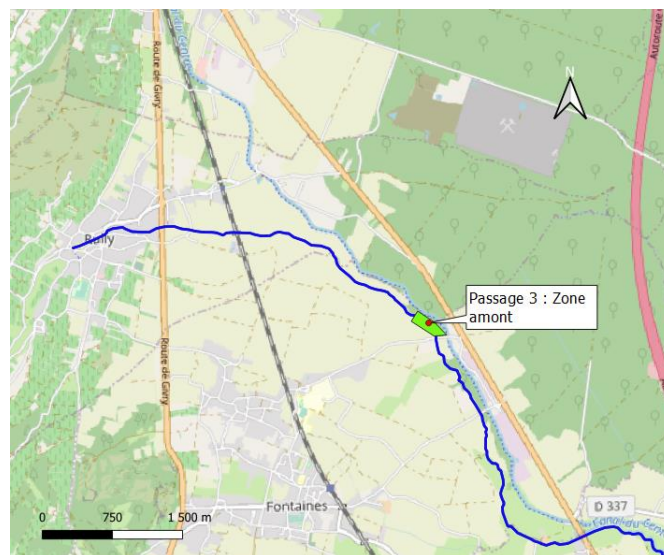 Route de Givry
Autoroute
N
Rully
Passage 3 : Zone
amont
Route de Givry
Fontaines
D 337
0 750 1 500 m